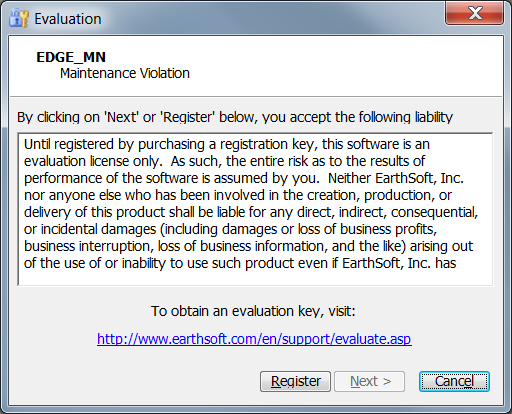 Evaluation
EDGE_MN
Maintenance Violation
By clicking on 'Next' or 'Register' below, you accept the following liability
Until registered by purchasing a registration key, this software is an
evaluation license only.  As such, the entire risk as to the results of
performance of the software is assumed by you.  Neither EarthSoft, Inc.
nor anyone else who has been involved in the creation, production, or
delivery of this product shall be liable for any direct, indirect, consequential,
or incidental damages (including damages or loss of business profits,
business interruption, loss of business information, and the like) arising out
of the use of or inability to use such product even if EarthSoft, Inc. has
To obtain an evaluation key, visit:
http://www.earthsoft.com/en/support/evaluate.asp
Register Next > Cancel